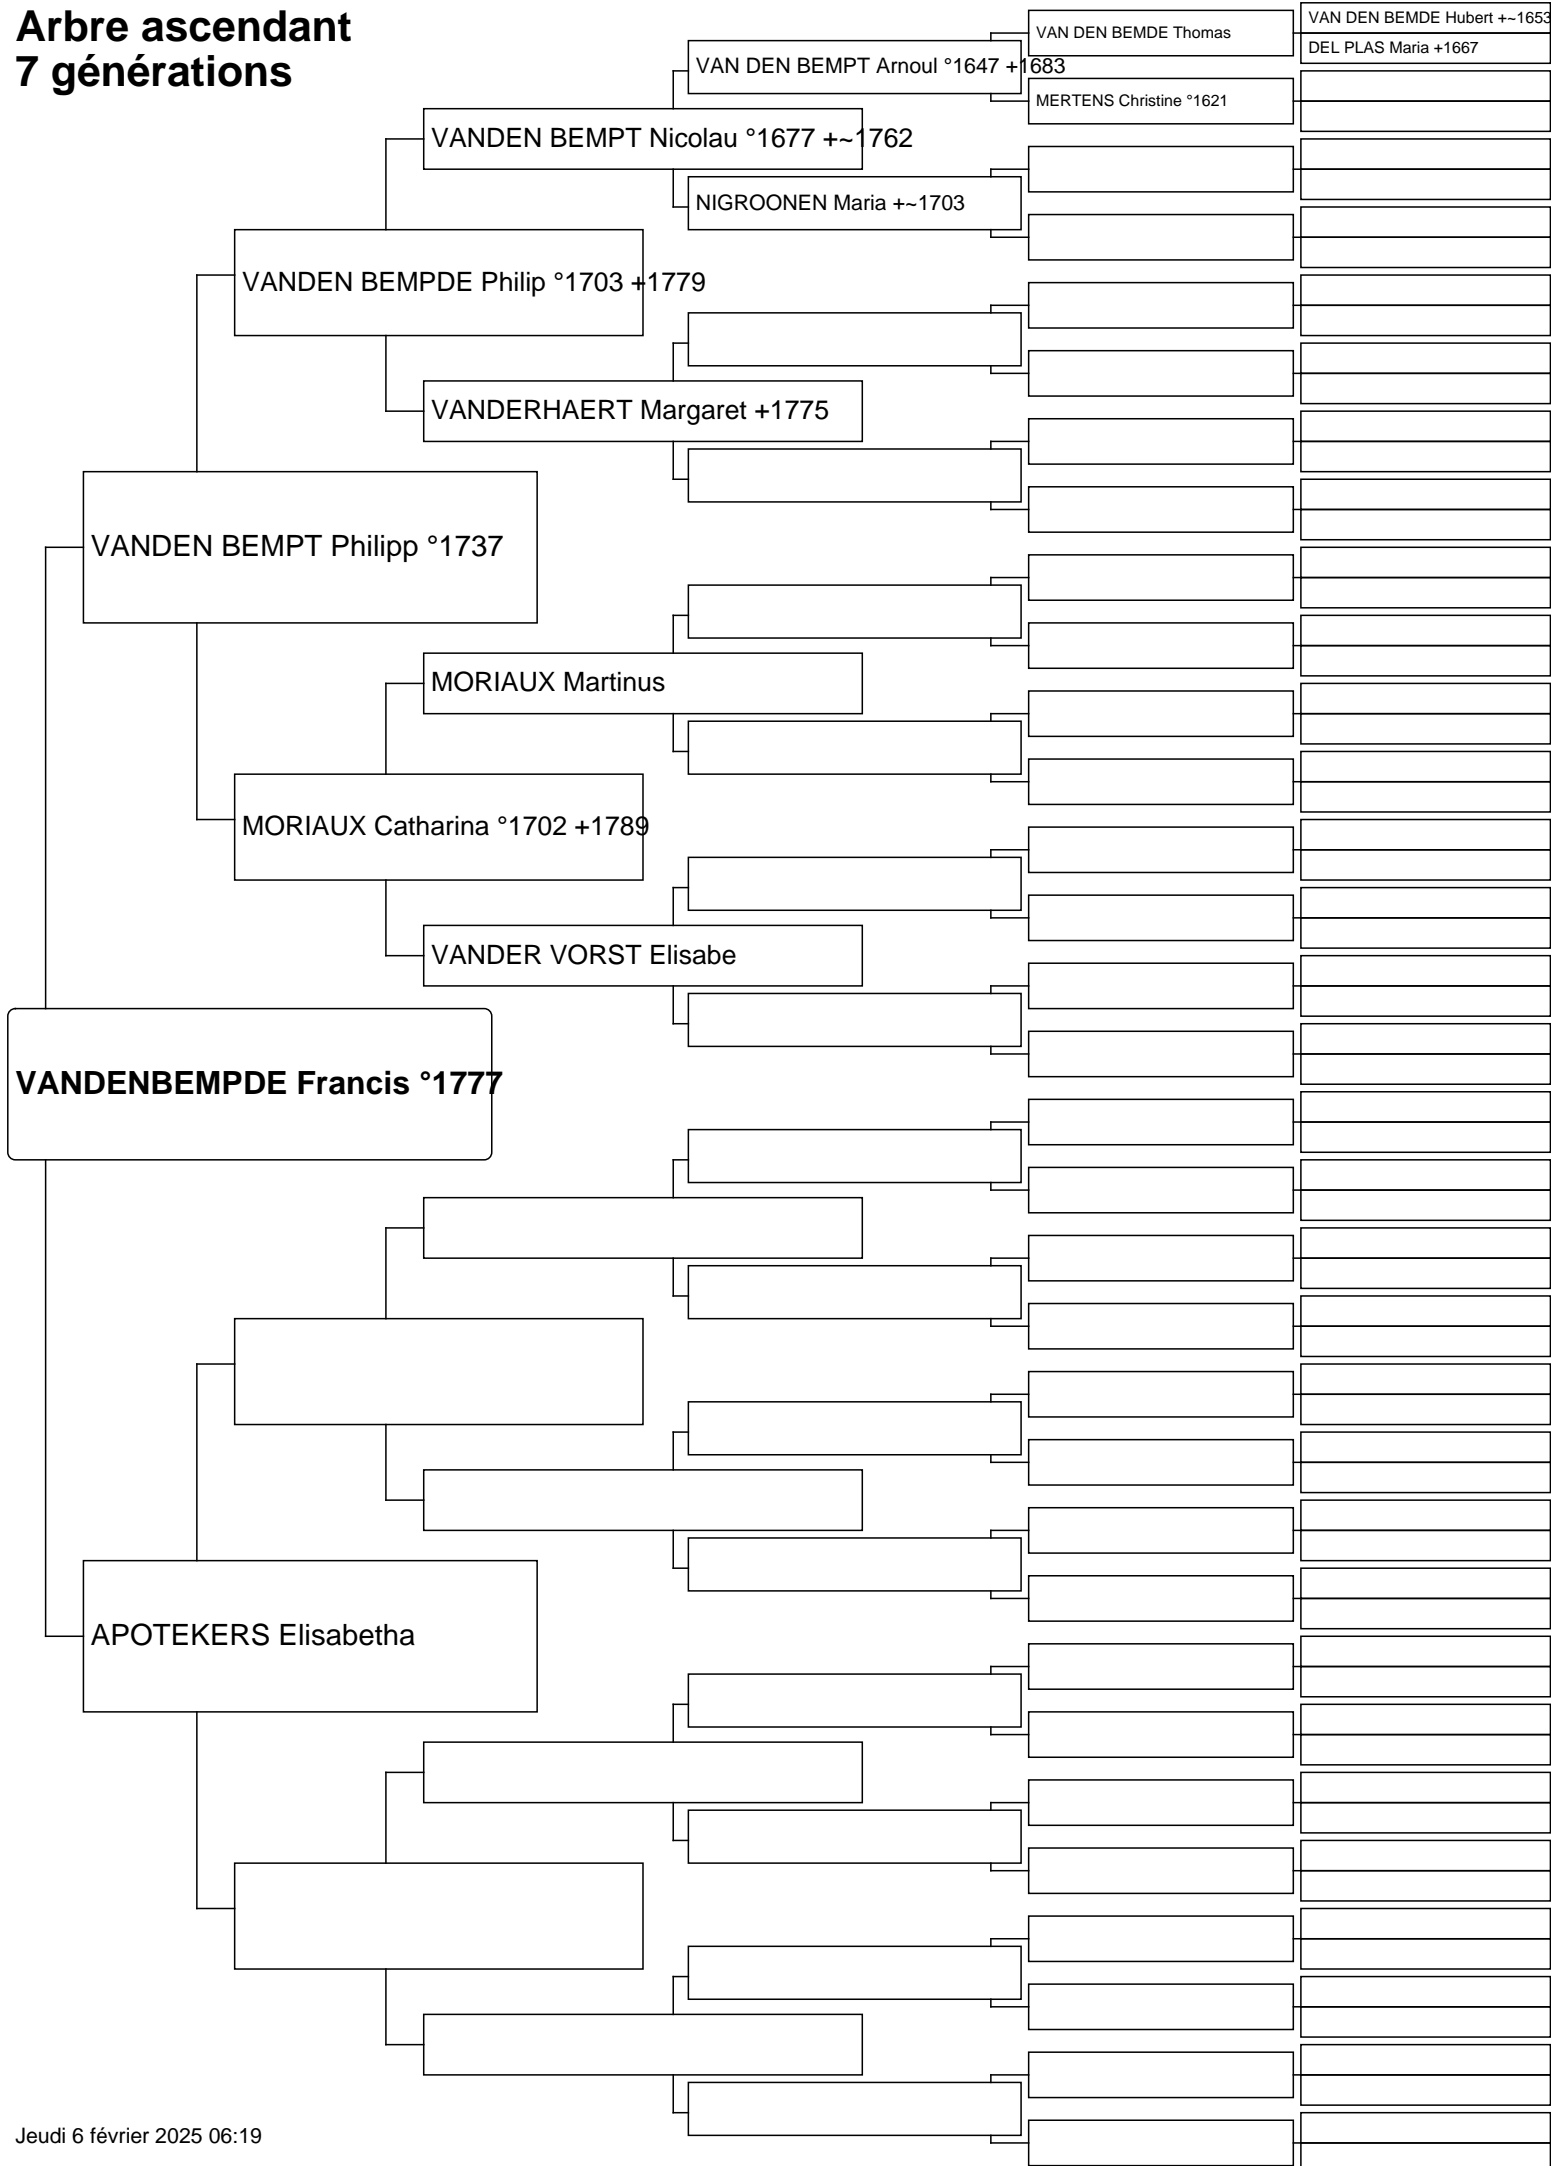 Arbre ascendant
7 générations
VAN DEN BEMDE Hubert +~1653
VAN DEN BEMDE Thomas
DEL PLAS Maria +1667
VAN DEN BEMPT Arnoul °1647 +1683
MERTENS Christine °1621
VANDEN BEMPT Nicolau °1677 +~1762
NIGROONEN Maria +~1703
VANDEN BEMPDE Philip °1703 +1779
VANDERHAERT Margaret +1775
VANDEN BEMPT Philipp °1737
MORIAUX Martinus
MORIAUX Catharina °1702 +1789
VANDER VORST Elisabe
VANDENBEMPDE Francis °1777
APOTEKERS Elisabetha
Jeudi 6 février 2025 06:19